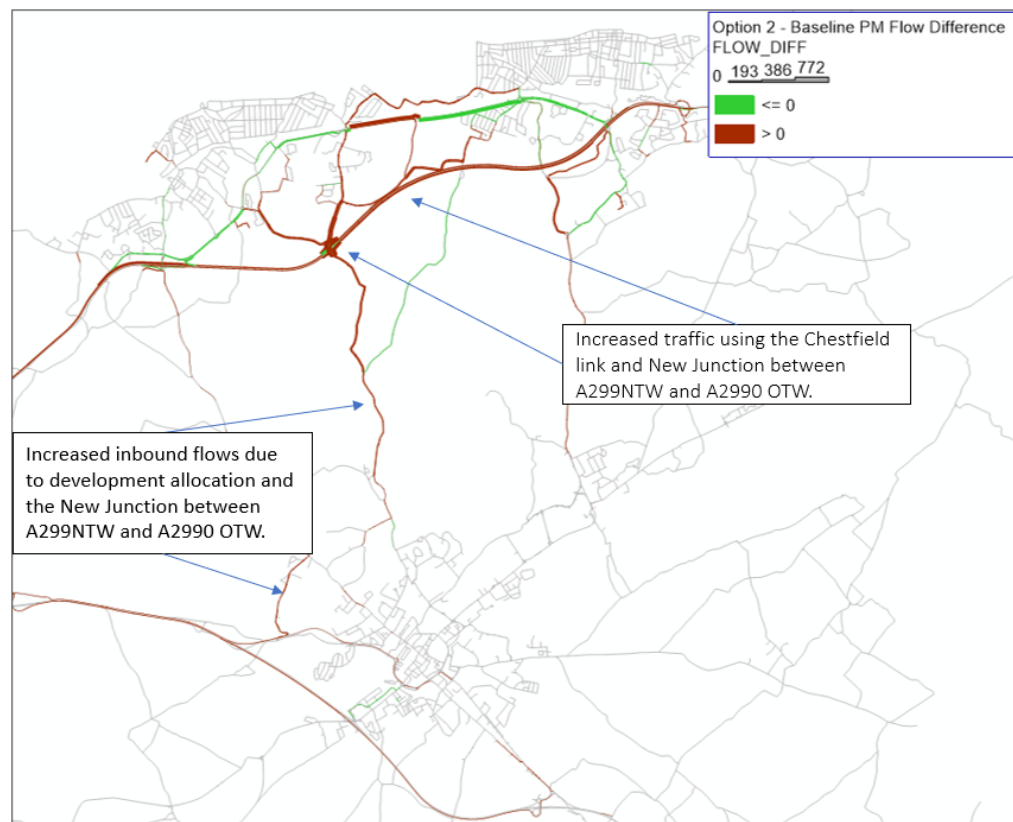 Option 2 - Baseline PM Flow Difference
FLOW_DIFF
0 193 386 772
<= 0
> 0
Increased traffic using the Chestfield
link and New Junction between
A299NTW and A2990 OTW.
Increased inbound flows due
to development allocation and
the New Junction between
A299NTW and A2990 OTW.